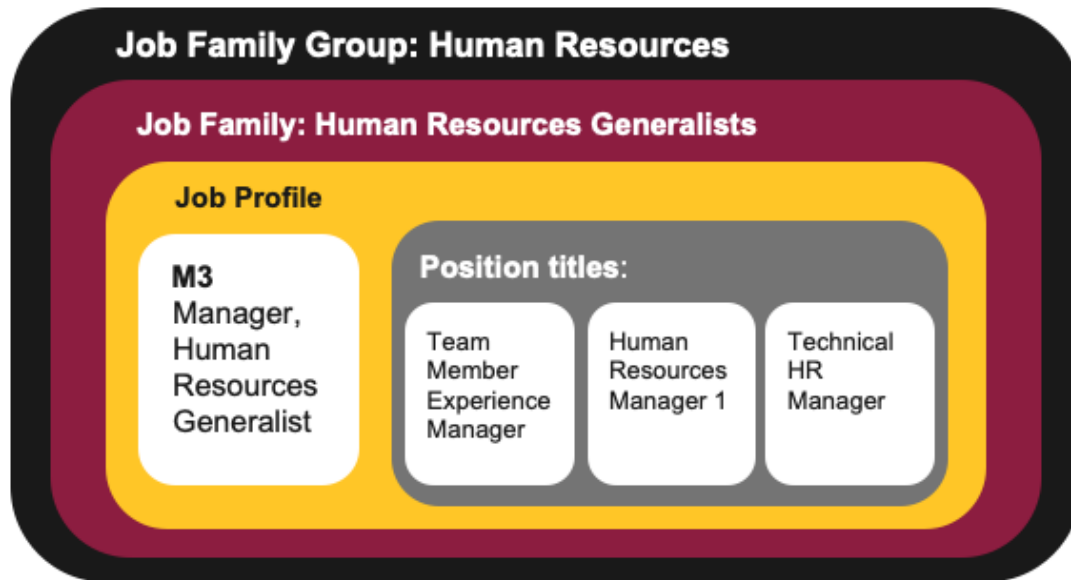 Job Family Group: Human Resources
Job Family: Human Resources Generalists
Job Profile
M3
Manager,
Human
Resources
Generalist
Position titles:
Team
Member
Experience
Manager
Human
Resources
Manager 1
Technical
HR
Manager